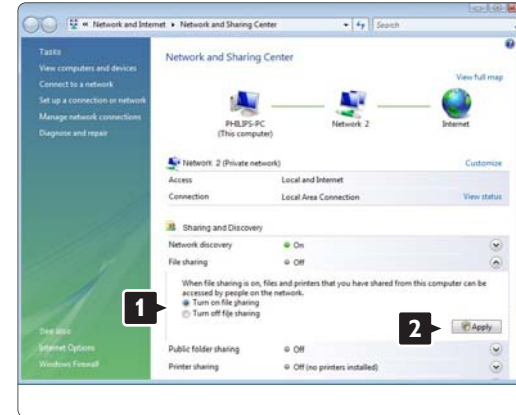 « Network and Internet ▸ Network and Sharing Center
Search
Tasks
View computers and devices
Connect to a network
Set up a connection or network
Manage network connections
Diagnose and repair
See also
Internet Options
Windows Firewall
Network and Sharing Center
View full map
PHILIPS-PC
(This computer)
Network 2
Internet
Network 2 (Private network)
Customize
Access Local and Internet
Connection Local Area Connection View status
Sharing and Discovery
Network discovery On
File sharing Off
When file sharing is on, files and printers that you have shared from this computer can be
accessed by people on the network.
1
Turn on file sharing
Turn off file sharing
2
Apply
Public folder sharing Off
Printer sharing Off (no printers installed)